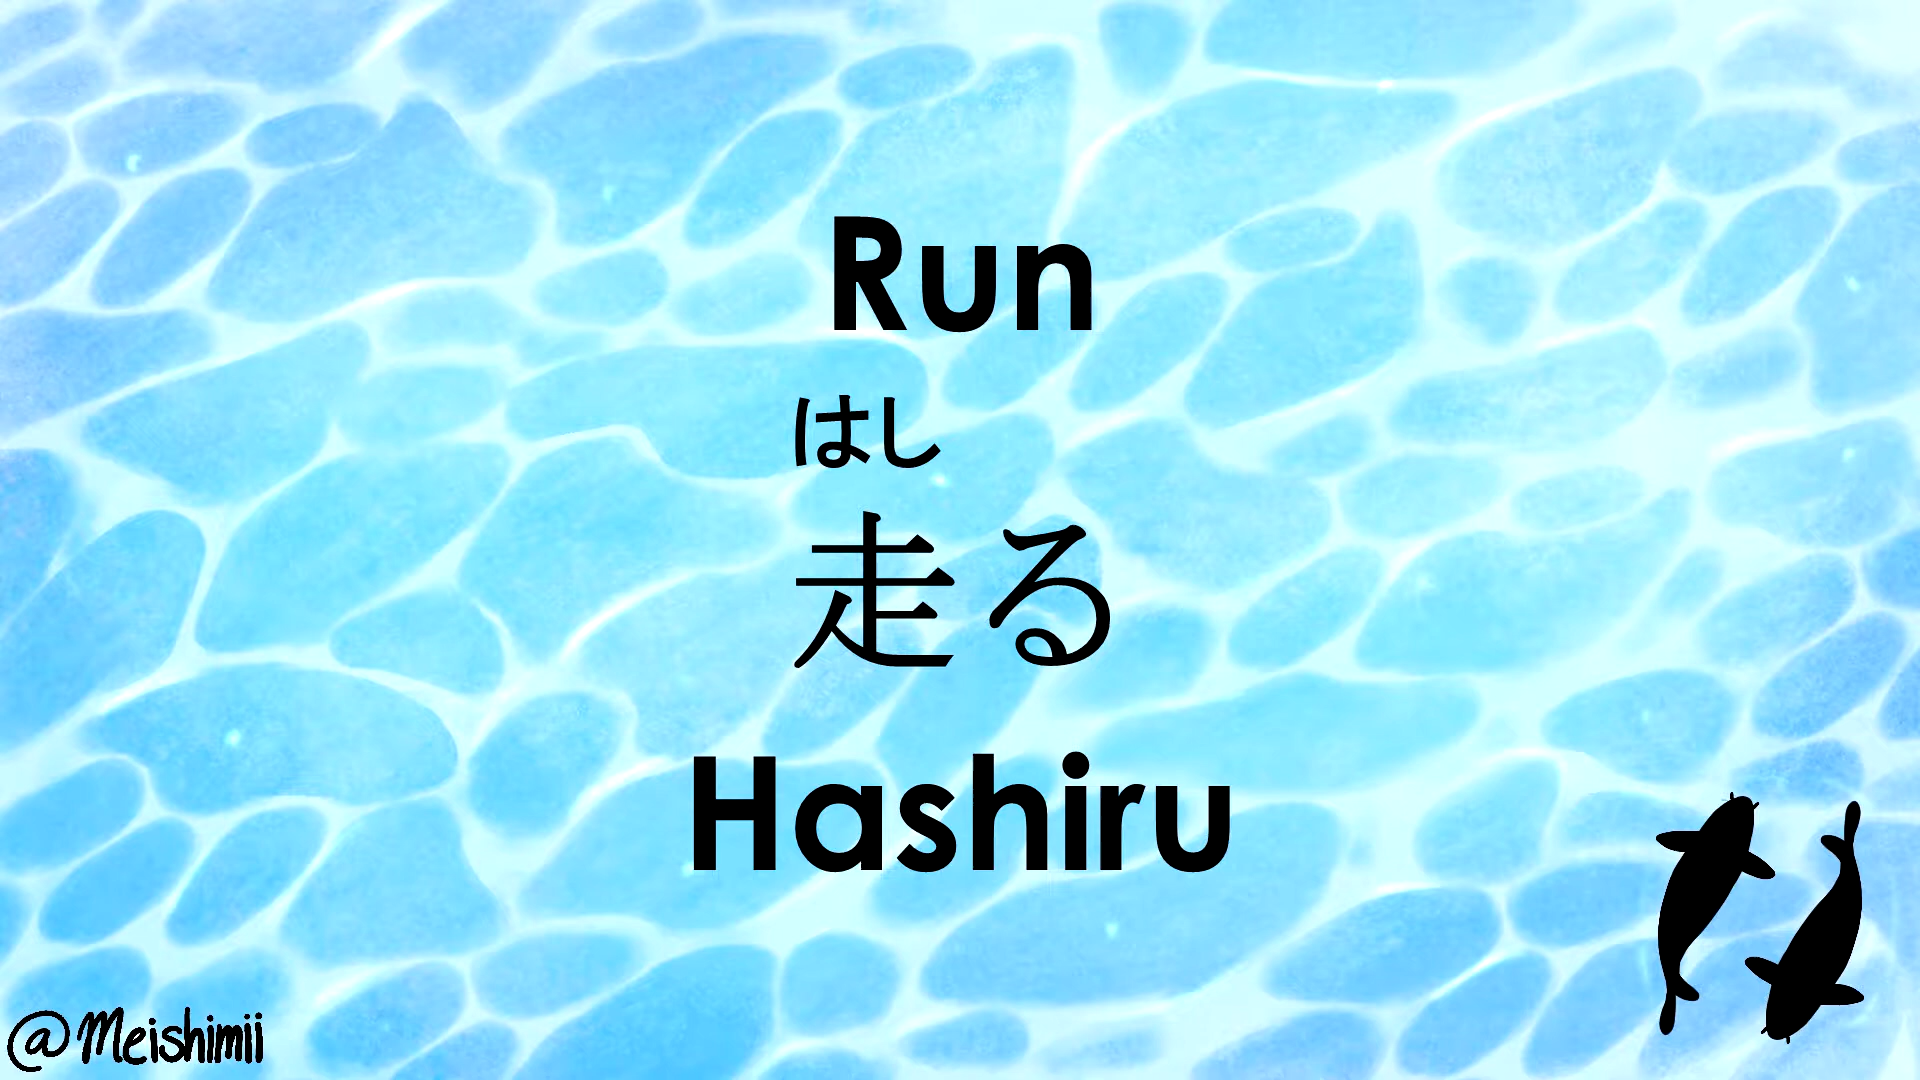 Run
はし
走る
Hashiru
@Meishimii